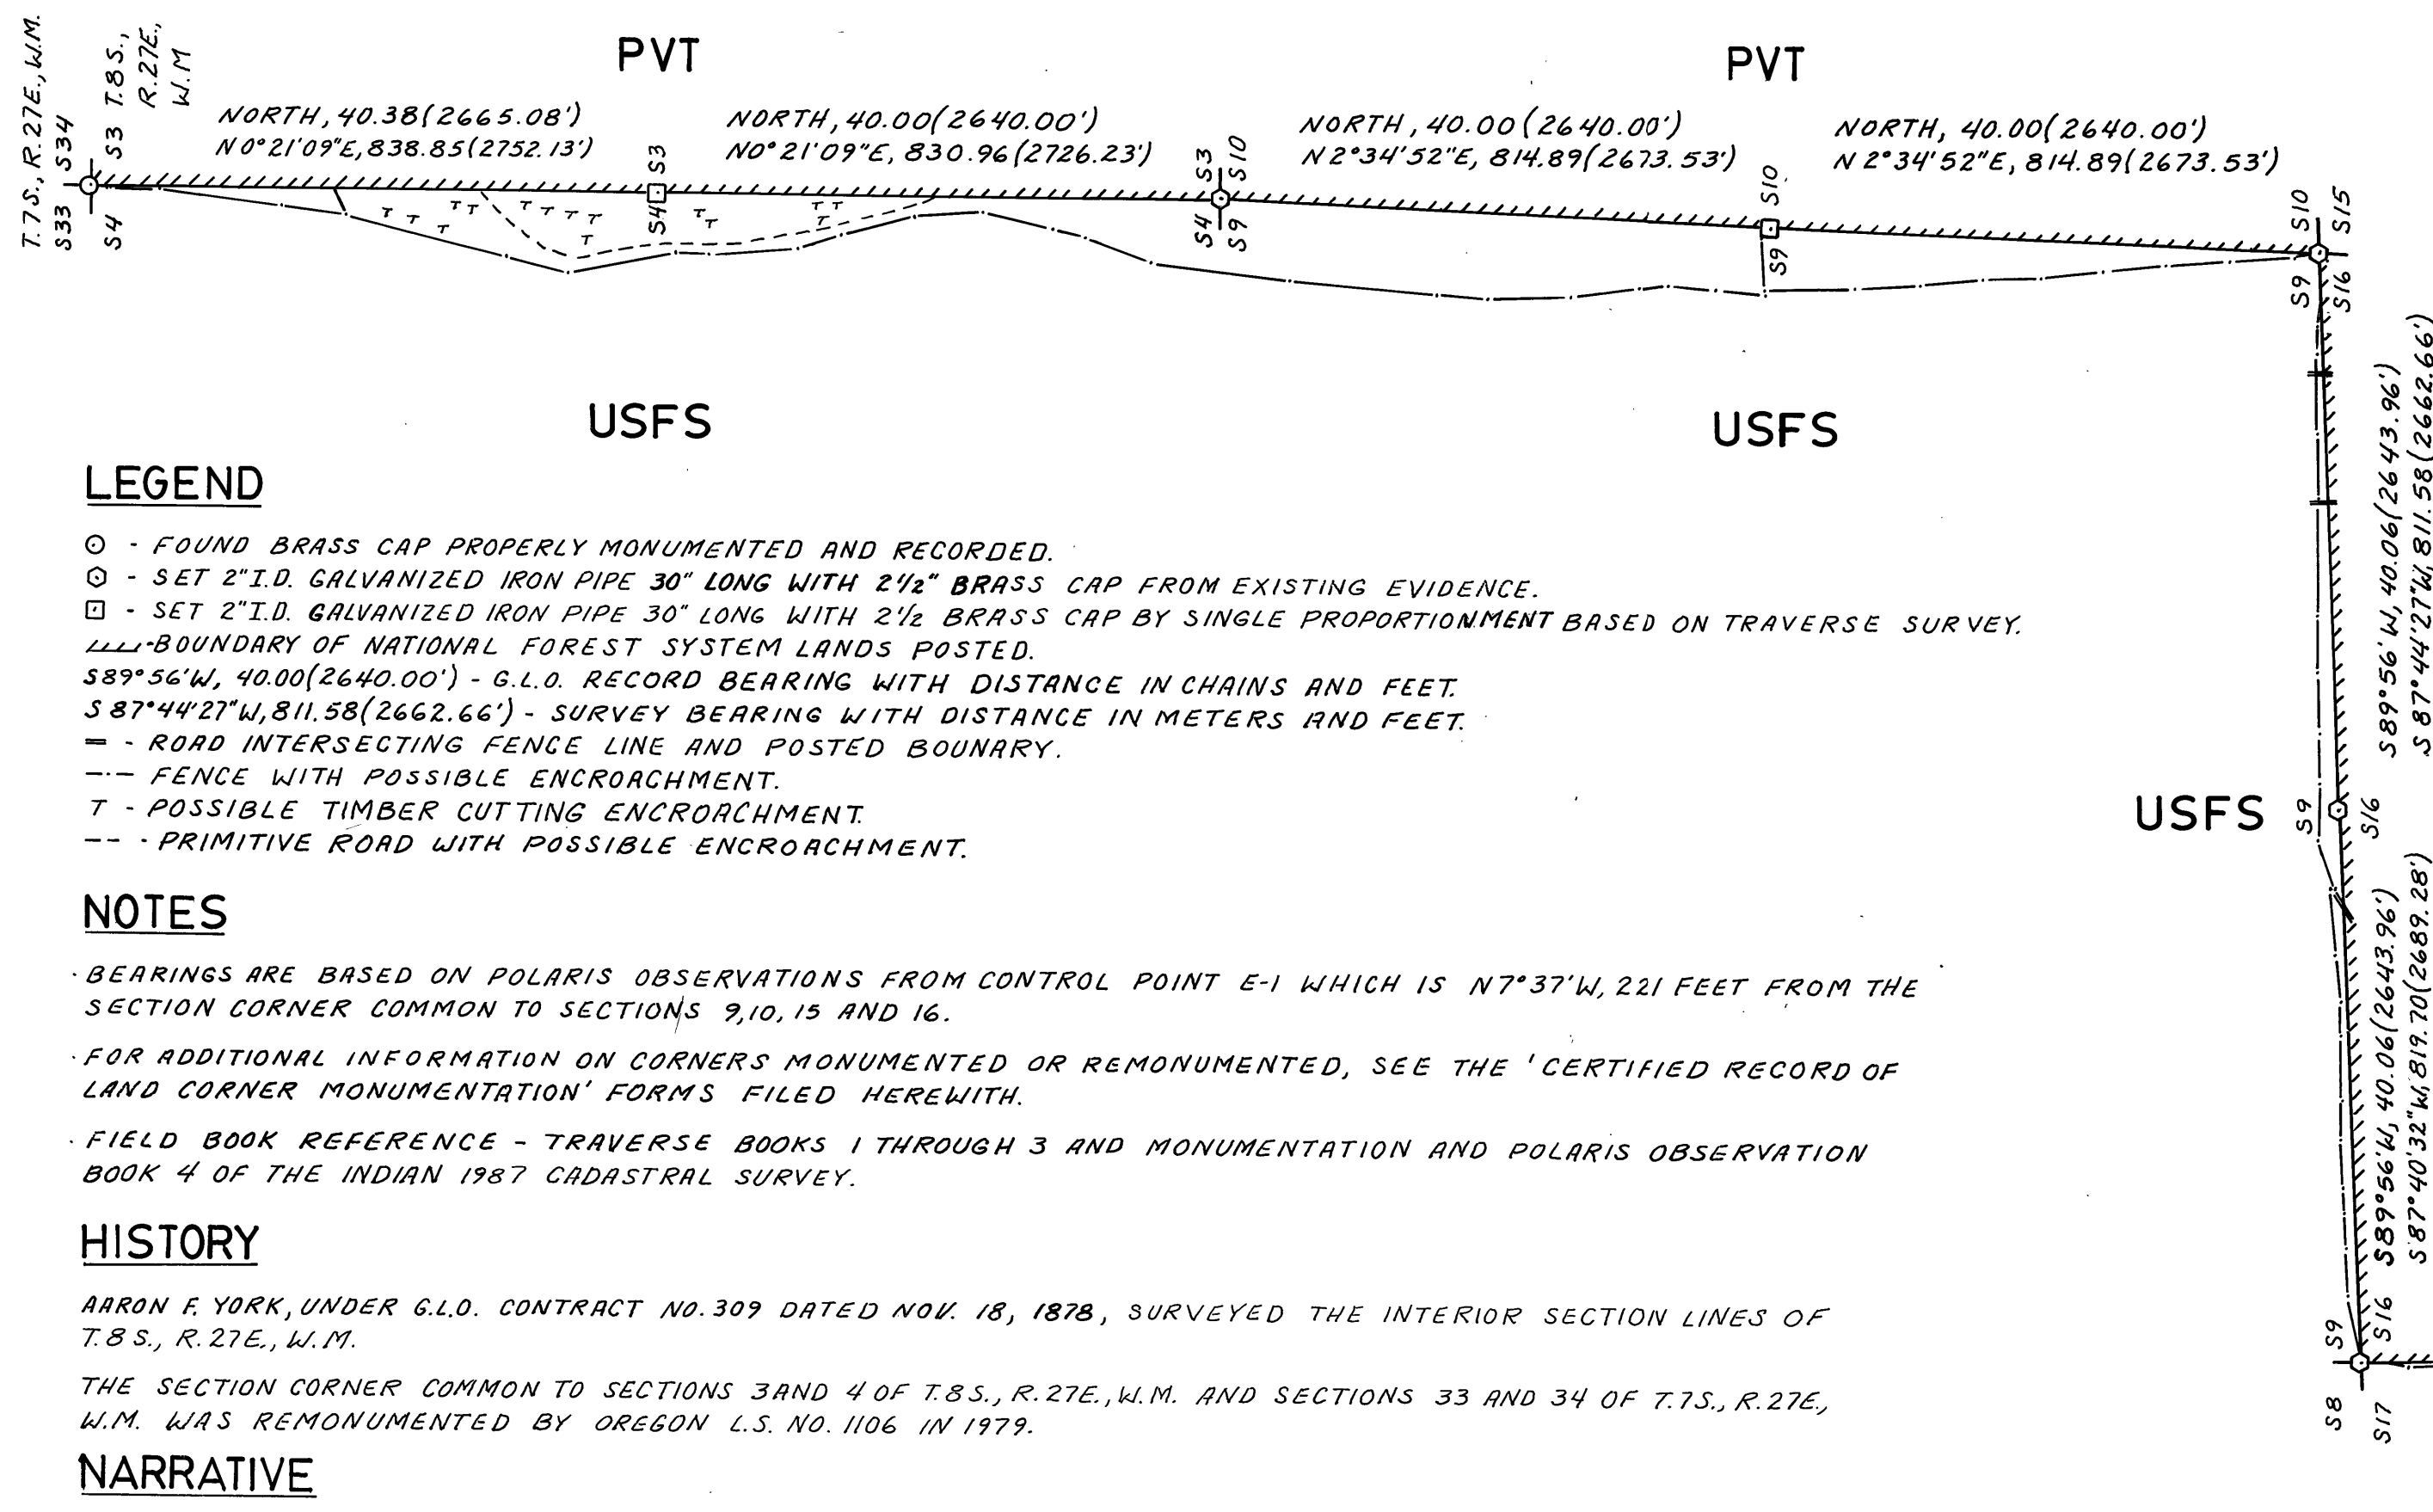 T.7S., R.27E., W.M.
S33 S34
S4 S3 T.8S.,
R.27E.,
W.M
PVT
PVT
NORTH, 40.38(2665.08')
N0°21'09"E, 838.85(2752.13')
NORTH, 40.00(2640.00')
N0°21'09"E, 830.96(2726.23')
NORTH, 40.00(2640.00')
N2°34'52"E, 814.89(2673.53')
NORTH, 40.00(2640.00')
N2°34'52"E, 814.89(2673.53')
S4 S3
S4 S3
S9 S10
S9 S10
S9 S10
S16 S15
T T T T T T T T T T T T T T T T
USFS
USFS
S89°56'W, 40.06(2643.96')
S87°44'27"W, 811.58(2662.66')
LEGEND
- FOUND BRASS CAP PROPERLY MONUMENTED AND RECORDED.
- SET 2"I.D. GALVANIZED IRON PIPE 30" LONG WITH 2 1/2" BRASS CAP FROM EXISTING EVIDENCE.
- SET 2"I.D. GALVANIZED IRON PIPE 30" LONG WITH 2 1/2 BRASS CAP BY SINGLE PROPORTIONMENT BASED ON TRAVERSE SURVEY.
-BOUNDARY OF NATIONAL FOREST SYSTEM LANDS POSTED.
S89°56'W, 40.00(2640.00') - G.L.O. RECORD BEARING WITH DISTANCE IN CHAINS AND FEET.
S87°44'27"W, 811.58(2662.66') - SURVEY BEARING WITH DISTANCE IN METERS AND FEET.
= - ROAD INTERSECTING FENCE LINE AND POSTED BOUNARY.
—·— FENCE WITH POSSIBLE ENCROACHMENT.
T - POSSIBLE TIMBER CUTTING ENCROACHMENT.
-- - PRIMITIVE ROAD WITH POSSIBLE ENCROACHMENT.
USFS
S9 S16
S89°56'W, 40.06(2643.96')
S87°40'32"W, 819.70(2689.28')
NOTES
· BEARINGS ARE BASED ON POLARIS OBSERVATIONS FROM CONTROL POINT E-1 WHICH IS N7°37'W, 221 FEET FROM THE
SECTION CORNER COMMON TO SECTIONS 9,10, 15 AND 16.
· FOR ADDITIONAL INFORMATION ON CORNERS MONUMENTED OR REMONUMENTED, SEE THE 'CERTIFIED RECORD OF
LAND CORNER MONUMENTATION' FORMS FILED HEREWITH.
· FIELD BOOK REFERENCE - TRAVERSE BOOKS 1 THROUGH 3 AND MONUMENTATION AND POLARIS OBSERVATION
BOOK 4 OF THE INDIAN 1987 CADASTRAL SURVEY.
HISTORY
AARON F. YORK, UNDER G.L.O. CONTRACT NO. 309 DATED NOV. 18, 1878, SURVEYED THE INTERIOR SECTION LINES OF
T.8S., R.27E., W.M.
THE SECTION CORNER COMMON TO SECTIONS 3 AND 4 OF T.8S., R.27E., W.M. AND SECTIONS 33 AND 34 OF T.7S., R.27E.,
W.M. WAS REMONUMENTED BY OREGON L.S. NO. 1106 IN 1979.
S9 S16
S8 S17
NARRATIVE